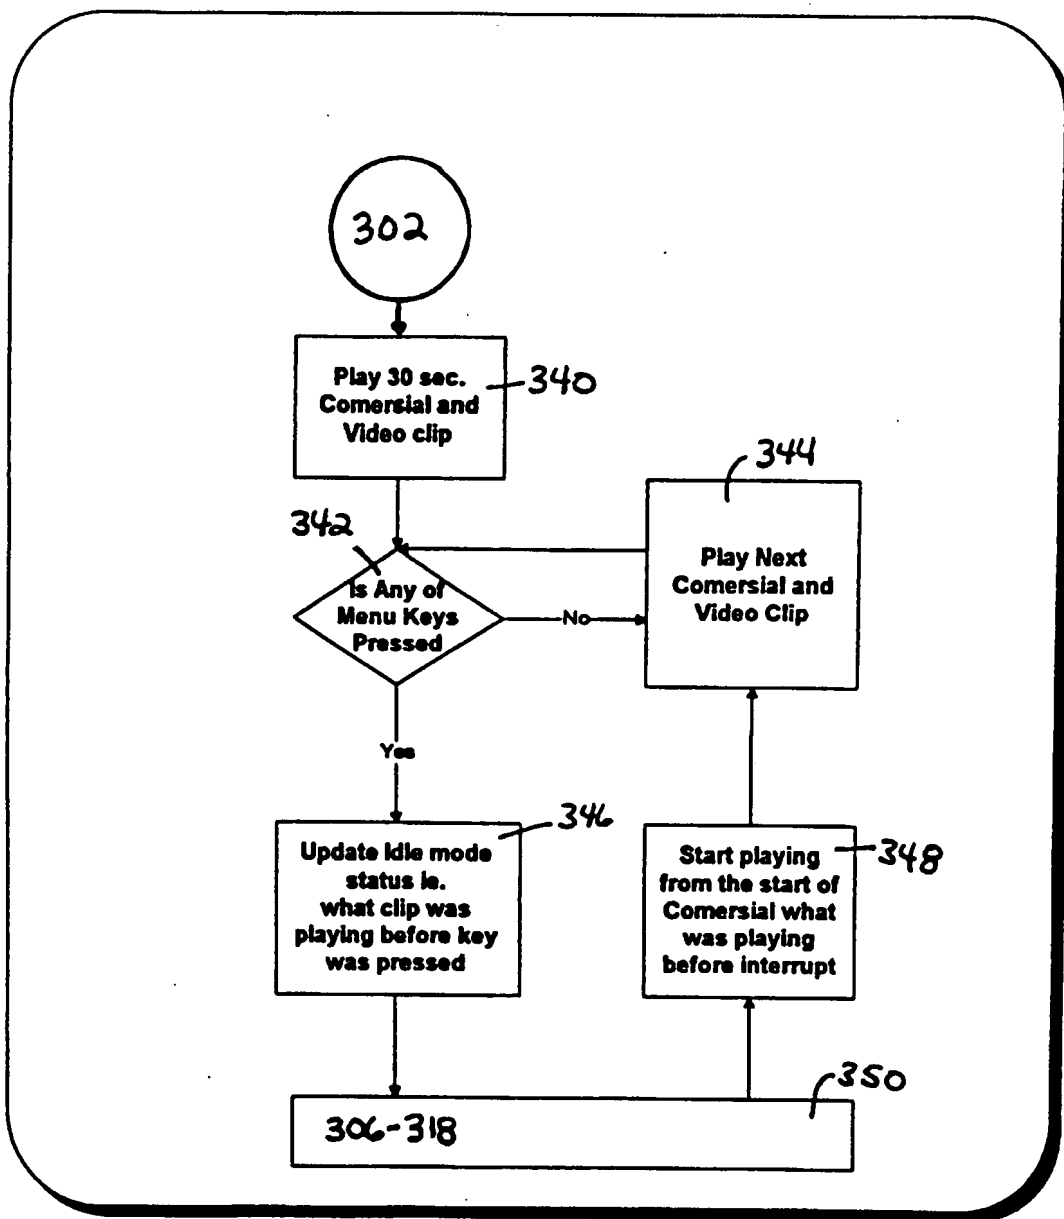 302
Play 30 sec.
Comersial and
Video clip
340
344
342
Is Any of
Menu Keys
Pressed
No
Play Next
Comersial and
Video Clip
Yes
346
Update Idle mode
status ie.
what clip was
playing before key
was pressed
Start playing
from the start of
Comersial what
was playing
before interrupt
348
350
306-318